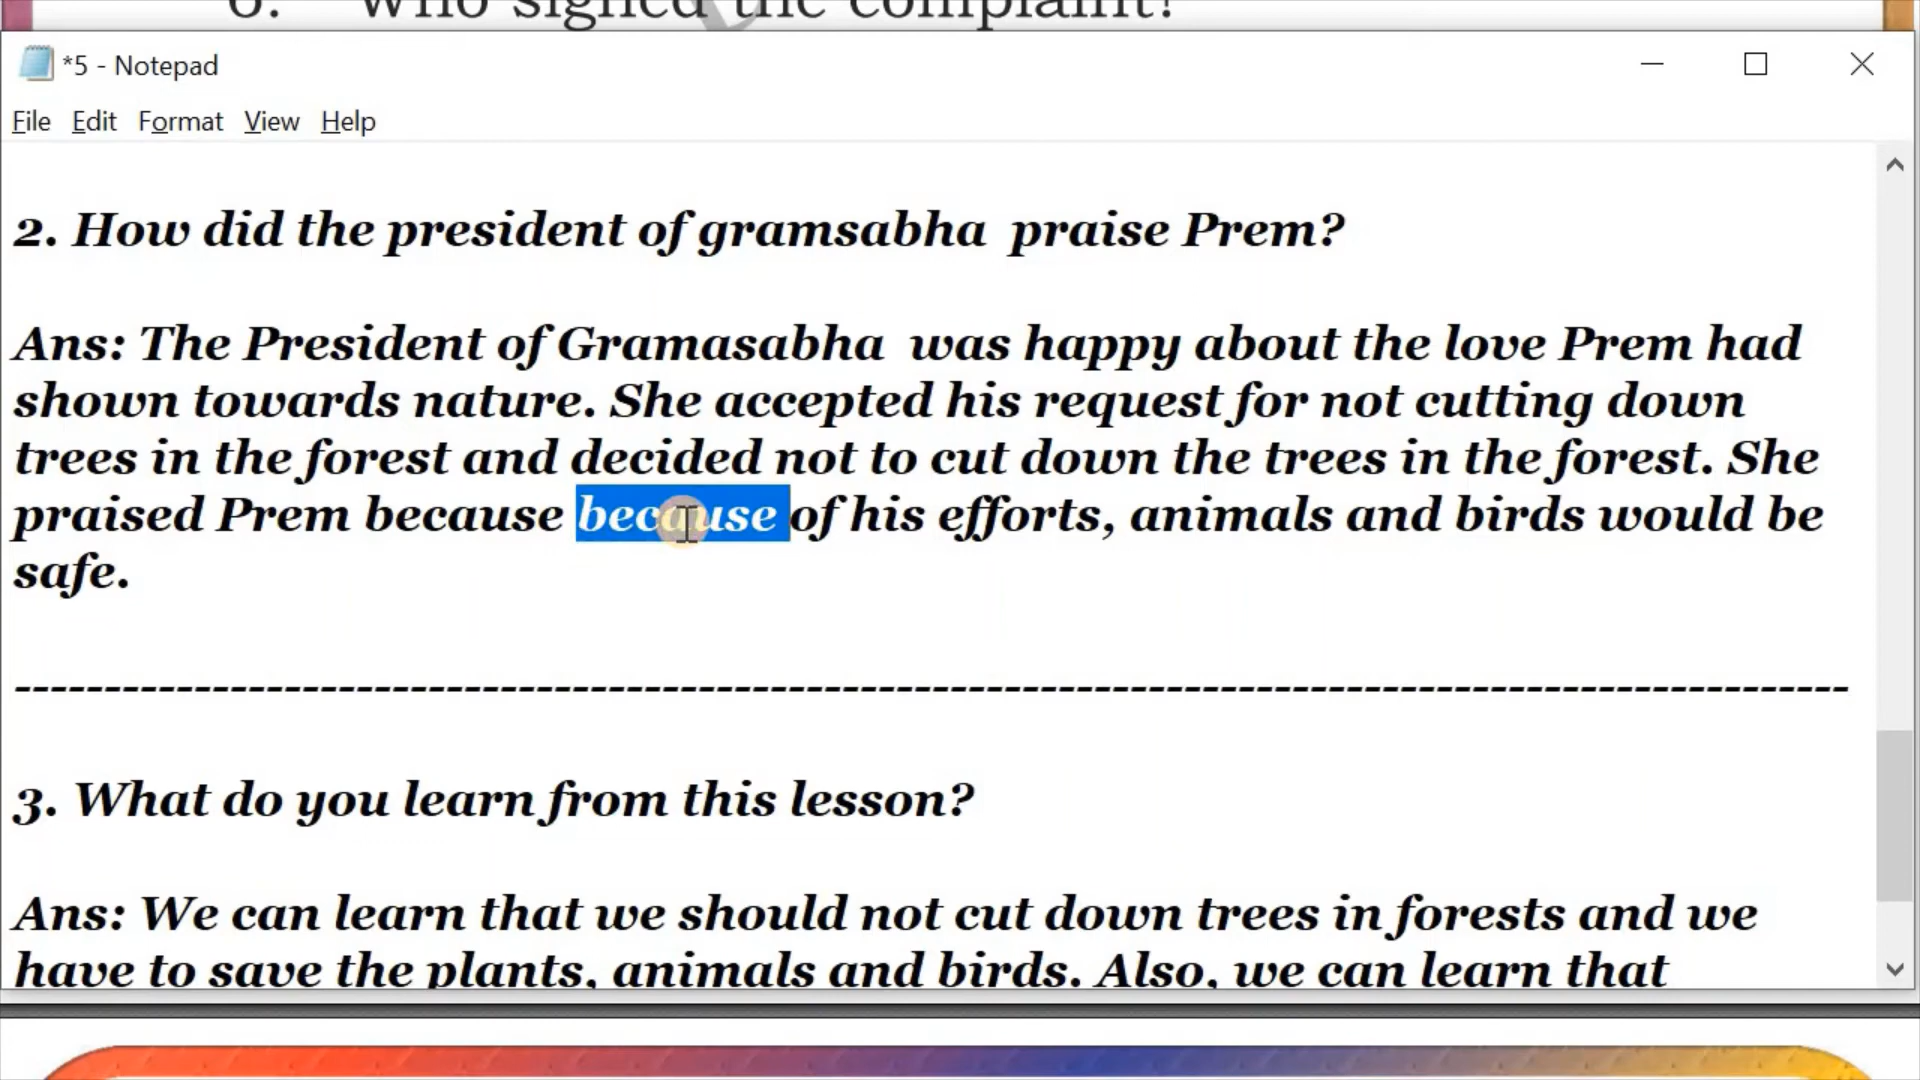 6. Who signed the complaint?
*5 - Notepad
File Edit Format View Help
2. How did the president of gramsabha  praise Prem?
Ans: The President of Gramasabha  was happy about the love Prem had
shown towards nature. She accepted his request for not cutting down
trees in the forest and decided not to cut down the trees in the forest. She
praised Prem because because of his efforts, animals and birds would be
safe.
-----------------------------------------------------------------------------------------------------
3. What do you learn from this lesson?
Ans: We can learn that we should not cut down trees in forests and we
have to save the plants, animals and birds. Also, we can learn that